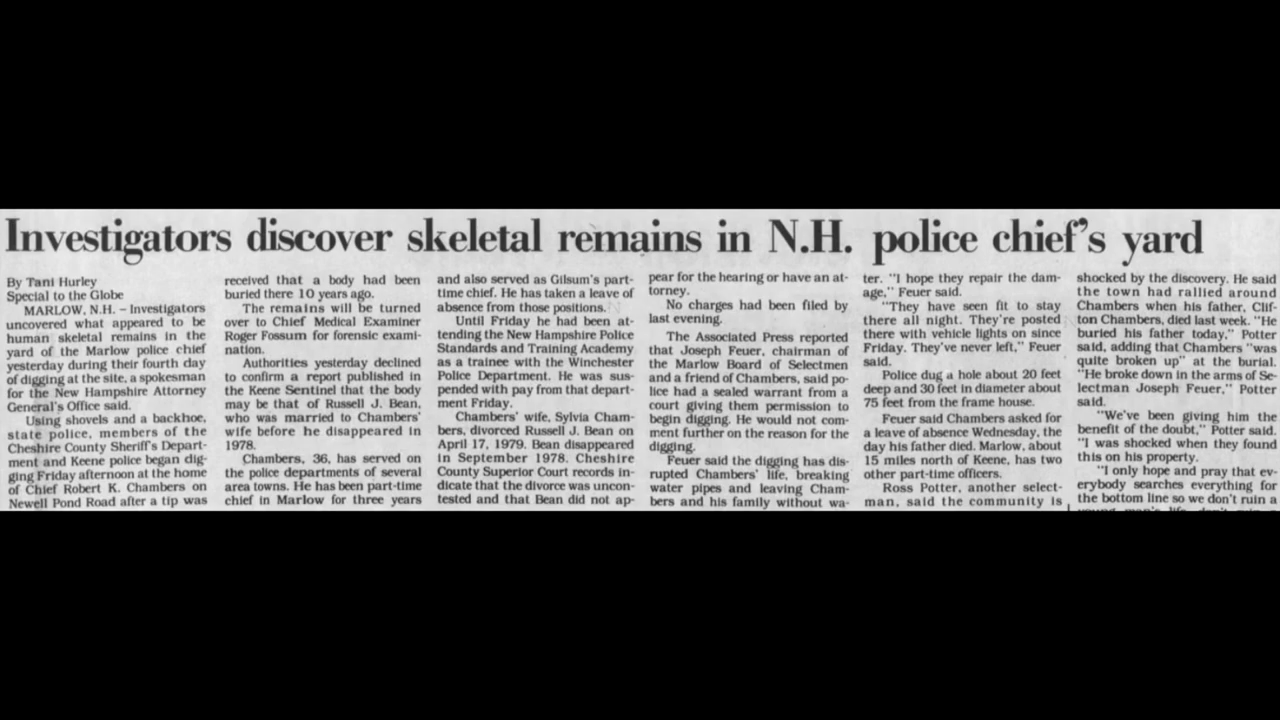 Investigators discover skeletal remains in N.H. police chief's yard
By Tani Hurley
Special to the Globe
MARLOW, N.H. – Investigators
uncovered what appeared to be
human skeletal remains in the
yard of the Marlow police chief
yesterday during their fourth day
of digging at the site, a spokesman
for the New Hampshire Attorney
General's Office said.
Using shovels and a backhoe,
state police, members of the
Cheshire County Sheriff's Depart-
ment and Keene police began dig-
ging Friday afternoon at the home
of Chief Robert K. Chambers on
Newell Pond Road after a tip was
received that a body had been
buried there 10 years ago.
The remains will be turned
over to Chief Medical Examiner
Roger Fossum for forensic exami-
nation.
Authorities yesterday declined
to confirm a report published in
the Keene Sentinel that the body
may be that of Russell J. Bean,
who was married to Chambers'
wife before he disappeared in
1978.
Chambers, 36, has served on
the police departments of several
area towns. He has been part-time
chief in Marlow for three years
and also served as Gilsum's part-
time chief. He has taken a leave of
absence from those positions.
Until Friday he had been at-
tending the New Hampshire Police
Standards and Training Academy
as a trainee with the Winchester
Police Department. He was sus-
pended with pay from that depart-
ment Friday.
Chambers' wife, Sylvia Cham-
bers, divorced Russell J. Bean on
April 17, 1979. Bean disappeared
in September 1978. Cheshire
County Superior Court records in-
dicate that the divorce was uncon-
tested and that Bean did not ap-
pear for the hearing or have an at-
torney.
No charges had been filed by
last evening.
The Associated Press reported
that Joseph Feuer, chairman of
the Marlow Board of Selectmen
and a friend of Chambers, said po-
lice had a sealed warrant from a
court giving them permission to
begin digging. He would not com-
ment further on the reason for the
digging.
Feuer said the digging has dis-
rupted Chambers' life, breaking
water pipes and leaving Cham-
bers and his family without wa-
ter. "I hope they repair the dam-
age," Feuer said.
"They have seen fit to stay
there all night. They're posted
there with vehicle lights on since
Friday. They've never left," Feuer
said.
Police dug a hole about 20 feet
deep and 30 feet in diameter about
75 feet from the frame house.
Feuer said Chambers asked for
a leave of absence Wednesday, the
day his father died. Marlow, about
15 miles north of Keene, has two
other part-time officers.
Ross Potter, another select-
man, said the community is
shocked by the discovery. He said
the town had rallied around
Chambers when his father, Clif-
ton Chambers, died last week. "He
buried his father today," Potter
said, adding that Chambers "was
quite broken up" at the burial.
"He broke down in the arms of Se-
lectman Joseph Feuer," Potter
said.
"We've been giving him the
benefit of the doubt," Potter said.
"I was shocked when they found
this on his property.
"I only hope and pray that ev-
erybody searches everything for
the bottom line so we don't ruin a